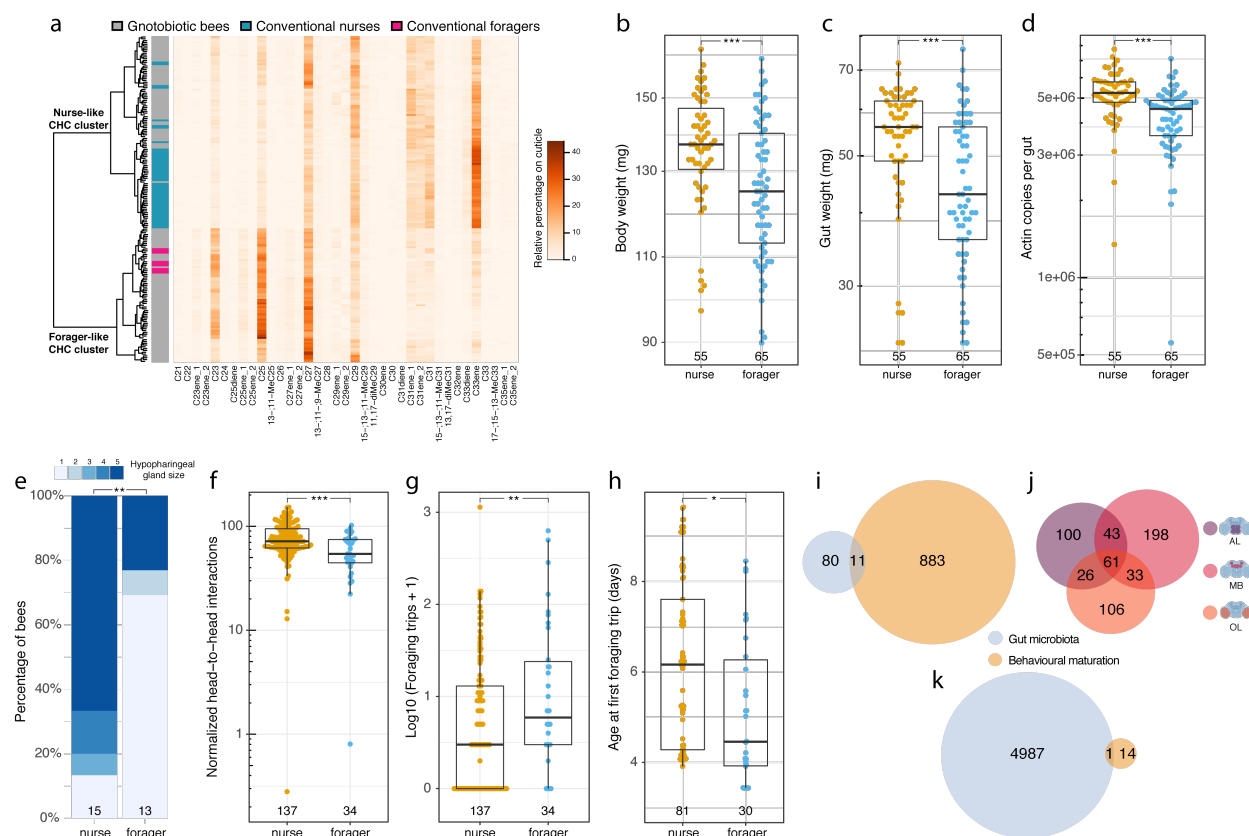 a
Gnotobiotic bees
Conventional nurses
Conventional foragers
Nurse-like
CHC cluster
Forager-like
CHC cluster
Relative percentage on cuticle
40
30
20
10
0
C21
C22
C23ene_1
C23ene_2
C23
C24
C25diene
C25ene_1
C25ene_2
C25
13-;11-MeC25
C26
C27ene_1
C27ene_2
C27
13-;11-;9-MeC27
C28
C29ene_1
C29ene_2
C29
15-;13-;11-MeC29
11,17-diMeC29
C30ene
C30
C31diene
C31ene_1
C31ene_2
C31
15-;13-;11-MeC31
13,17-diMeC31
C32ene
C33diene
C33ene
C33
17-;15-;13-MeC33
C35ene_1
C35ene_2
b
Body weight (mg)
150
130
110
90
***
55
65
nurse
forager
c
Gut weight (mg)
70
50
30
***
55
65
nurse
forager
d
Actin copies per gut
5e+06
3e+06
1e+06
5e+05
***
55
65
nurse
forager
e
1 2 3 4 5
Hypopharingeal
gland size
Percentage of bees
100%
80%
60%
40%
20%
0%
**
15
13
nurse
forager
f
Normalized head-to-head interactions
100
10
1
***
137
34
nurse
forager
g
Log10 (Foraging trips + 1)
3
2
1
0
**
137
34
nurse
forager
h
Age at first foraging trip (days)
8
6
4
*
81
30
nurse
forager
i
80
11
883
j
100
43
198
61
26
33
106
AL
MB
OL
Gut microbiota
Behavioural maturation
k
4987
1
14